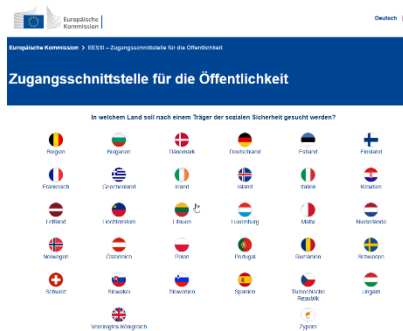 Europäische
Kommission
Deutsch
Europäische Kommission > EESSI – Zugangsschnittstelle für die Öffentlichkeit
Zugangsschnittstelle für die Öffentlichkeit
In welchem Land soll nach einem Träger der sozialen Sicherheit gesucht werden?
Belgien Bulgarien Dänemark Deutschland Estland Finnland
Frankreich Griechenland Irland Island Italien Kroatien
Lettland Liechtenstein Litauen Luxemburg Malta Niederlande
Norwegen Österreich Polen Portugal Rumänien Schweden
Schweiz Slowakei Slowenien Spanien Tschechische Republik Ungarn
Vereinigtes Königreich Zypern